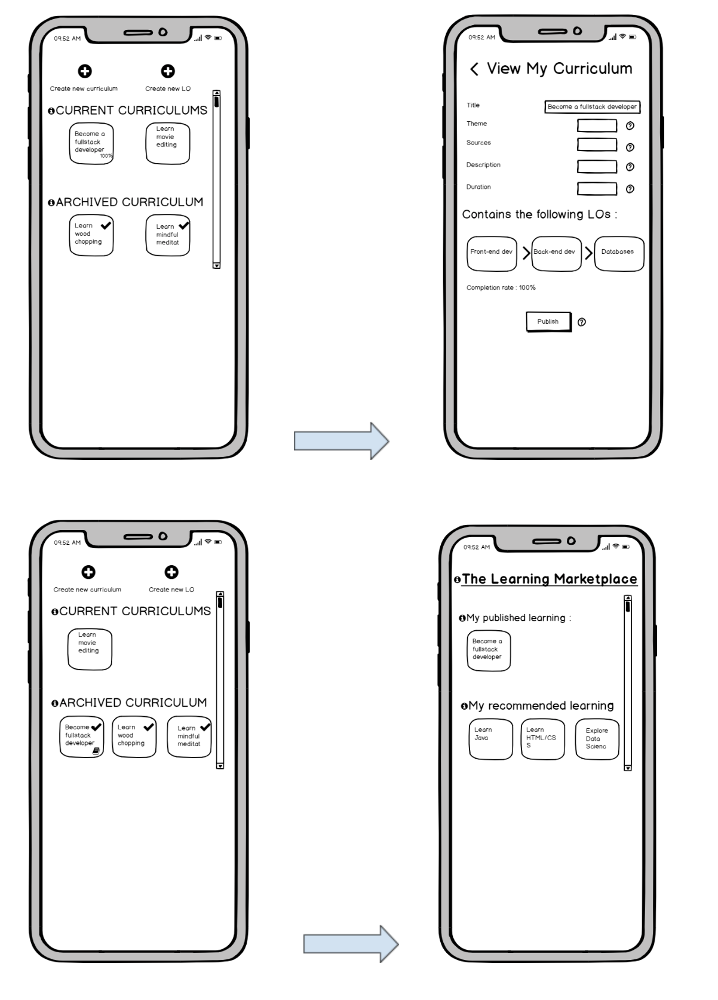 09:52 AM
Create new curriculum
Create new LO
CURRENT CURRICULUMS
Become a
fullstack
developer
100%
Learn
movie
editing
ARCHIVED CURRICULUM
Learn
wood
chopping
Learn
mindful
meditat
09:52 AM
View My Curriculum
Title
Become a fullstack developer
Theme
?
Sources
?
Description
?
Duration
?
Contains the following LOs :
Front-end dev
Back-end dev
Databases
Completion rate : 100%
Publish
?
09:52 AM
Create new curriculum
Create new LO
CURRENT CURRICULUMS
Learn
movie
editing
ARCHIVED CURRICULUM
Become
fullstack
developer
Learn
wood
chopping
Learn
mindful
meditat
09:52 AM
The Learning Marketplace
My published learning :
Become a
fullstack
developer
My recommended learning
Learn
Java
Learn
HTML/CS
S
Explore
Data
Scienc